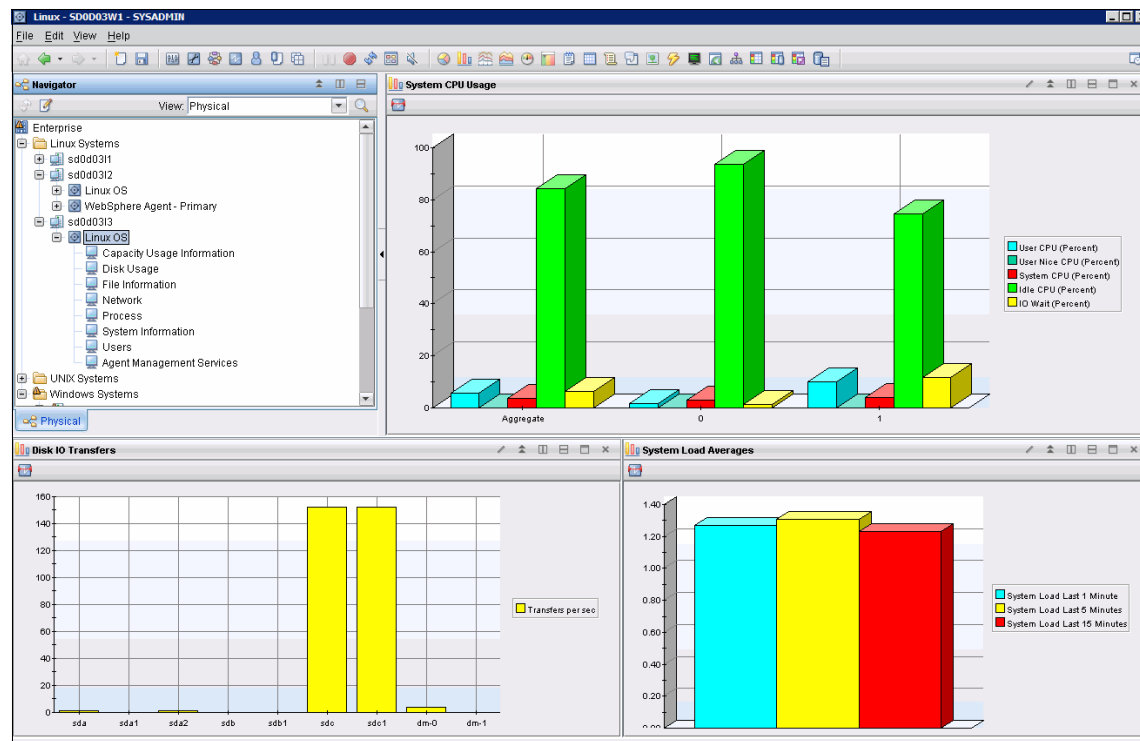 Linux - SD0D03W1 - SYSADMIN
File Edit View Help
Navigator
View: Physical
Enterprise
Linux Systems
sd0d03l1
sd0d03l2
Linux OS
WebSphere Agent - Primary
sd0d03l3
Linux OS
Capacity Usage Information
Disk Usage
File Information
Network
Process
System Information
Users
Agent Management Services
UNIX Systems
Windows Systems
Physical
System CPU Usage
100
80
60
40
20
0
Aggregate 0 1
User CPU (Percent)
User Nice CPU (Percent)
System CPU (Percent)
Idle CPU (Percent)
IO Wait (Percent)
Disk IO Transfers
160
140
120
100
80
60
40
20
0
sda sda1 sda2 sdb sdb1 sdc sdc1 dm-0 dm-1
Transfers per sec
System Load Averages
1.40
1.20
1.00
0.80
0.60
0.40
0.20
0.00
System Load Last 1 Minute
System Load Last 5 Minutes
System Load Last 15 Minutes